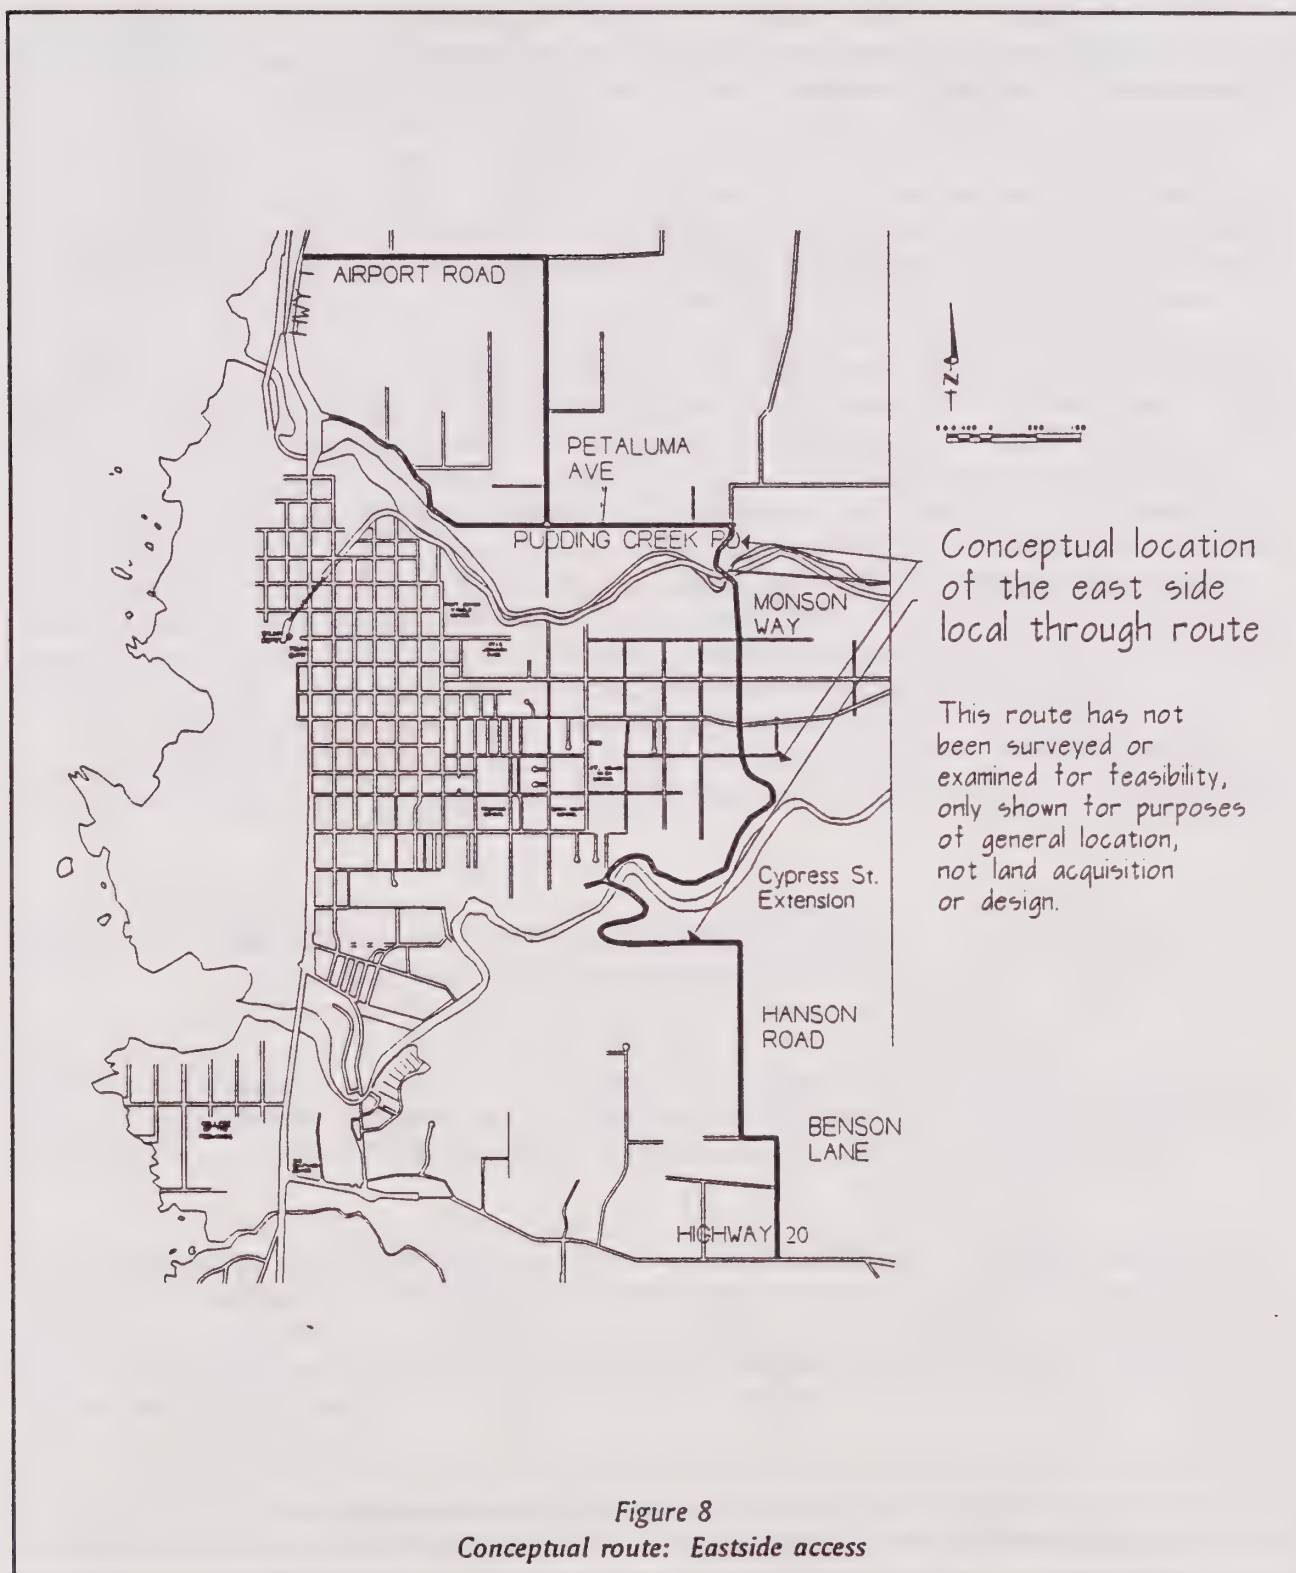 AIRPORT ROAD
HWY
N
PETALUMA
AVE
PUDDING CREEK RD
Conceptual location
of the east side
local through route
MONSON
WAY
This route has not
been surveyed or
examined for feasibility,
only shown for purposes
of general location,
not land acquisition
or design.
Cypress St.
Extension
HANSON
ROAD
BENSON
LANE
HIGHWAY 20
Figure 8
Conceptual route: Eastside access